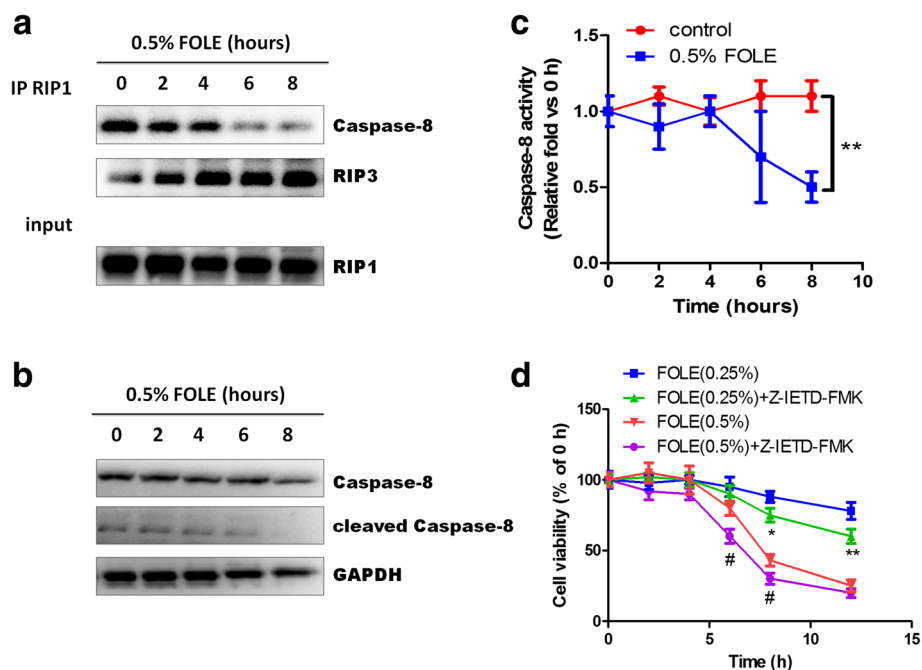 a
0.5% FOLE (hours)
0 2 4 6 8
IP RIP1
Caspase-8
RIP3
input
RIP1
b
0.5% FOLE (hours)
0 2 4 6 8
Caspase-8
cleaved Caspase-8
GAPDH
c
control
0.5% FOLE
Caspase-8 activity
(Relative fold vs 0 h)
1.5
1.0
0.5
0.0
**
0 2 4 6 8 10
Time (hours)
d
FOLE(0.25%)
FOLE(0.25%)+Z-IETD-FMK
FOLE(0.5%)
FOLE(0.5%)+Z-IETD-FMK
Cell viability (% of 0 h)
150
100
50
0
*
**
#
#
0 5 10 15
Time (h)